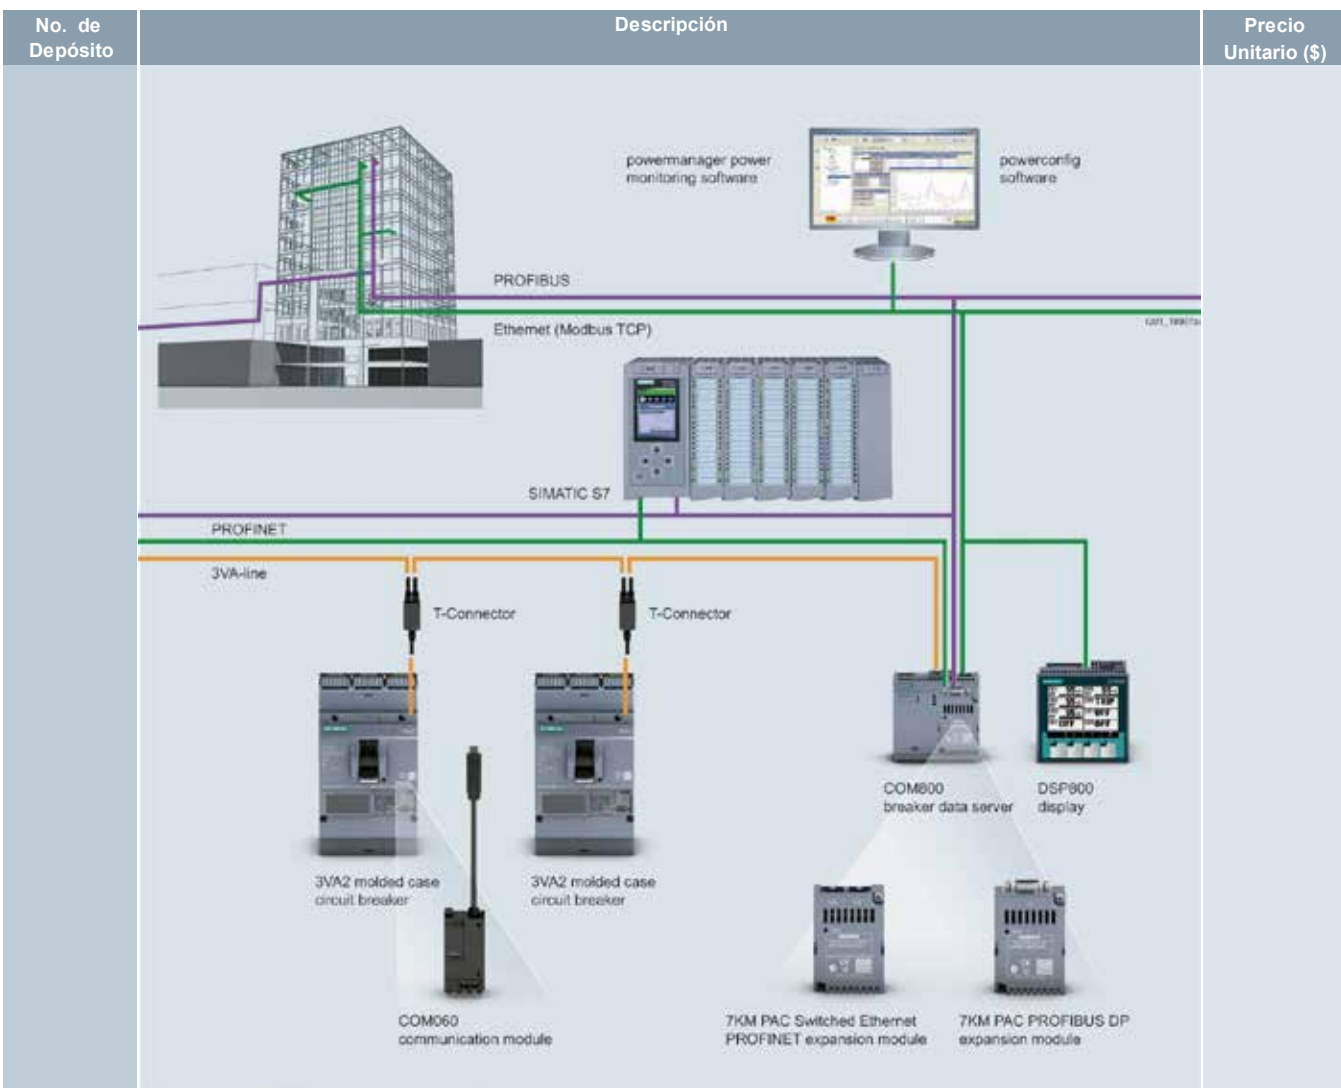 No. de
Depósito
Descripción
Precio
Unitario ($)
powermanager power
monitoring software
powerconfig
software
PROFIBUS
Ethernet (Modbus TCP)
SIMATIC S7
PROFINET
3VA-line
T-Connector
T-Connector
COM800
breaker data server
DSP800
display
3VA2 molded case
circuit breaker
3VA2 molded case
circuit breaker
COM060
communication module
7KM PAC Switched Ethernet
PROFINET expansion module
7KM PAC PROFIBUS DP
expansion module